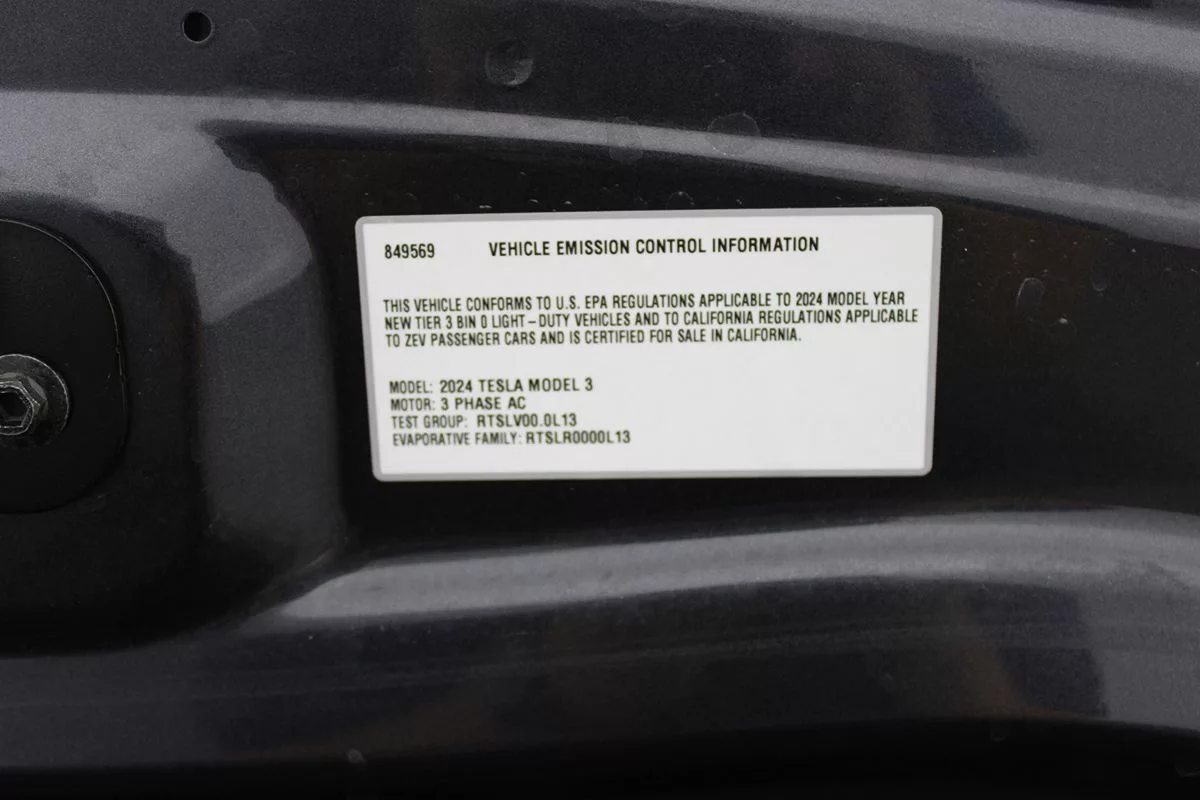 849569 VEHICLE EMISSION CONTROL INFORMATION
THIS VEHICLE CONFORMS TO U.S. EPA REGULATIONS APPLICABLE TO 2024 MODEL YEAR
NEW TIER 3 BIN 0 LIGHT – DUTY VEHICLES AND TO CALIFORNIA REGULATIONS APPLICABLE
TO ZEV PASSENGER CARS AND IS CERTIFIED FOR SALE IN CALIFORNIA.
MODEL: 2024 TESLA MODEL 3
MOTOR: 3 PHASE AC
TEST GROUP: RTSLV00.0L13
EVAPORATIVE FAMILY: RTSLR0000L13